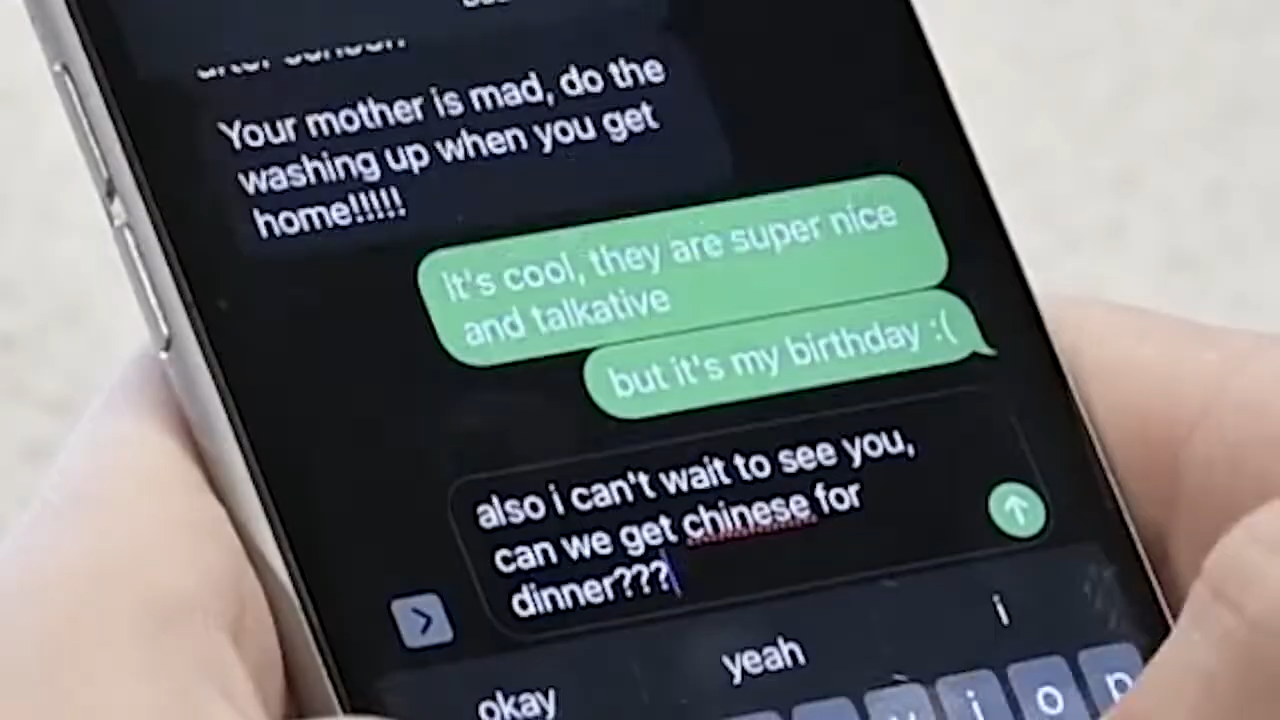 Your mother is mad, do the
washing up when you get
home!!!!!
It's cool, they are super nice
and talkative
but it's my birthday :(
also i can't wait to see you,
can we get chinese for
dinner???
okay
yeah
i
i
o
p